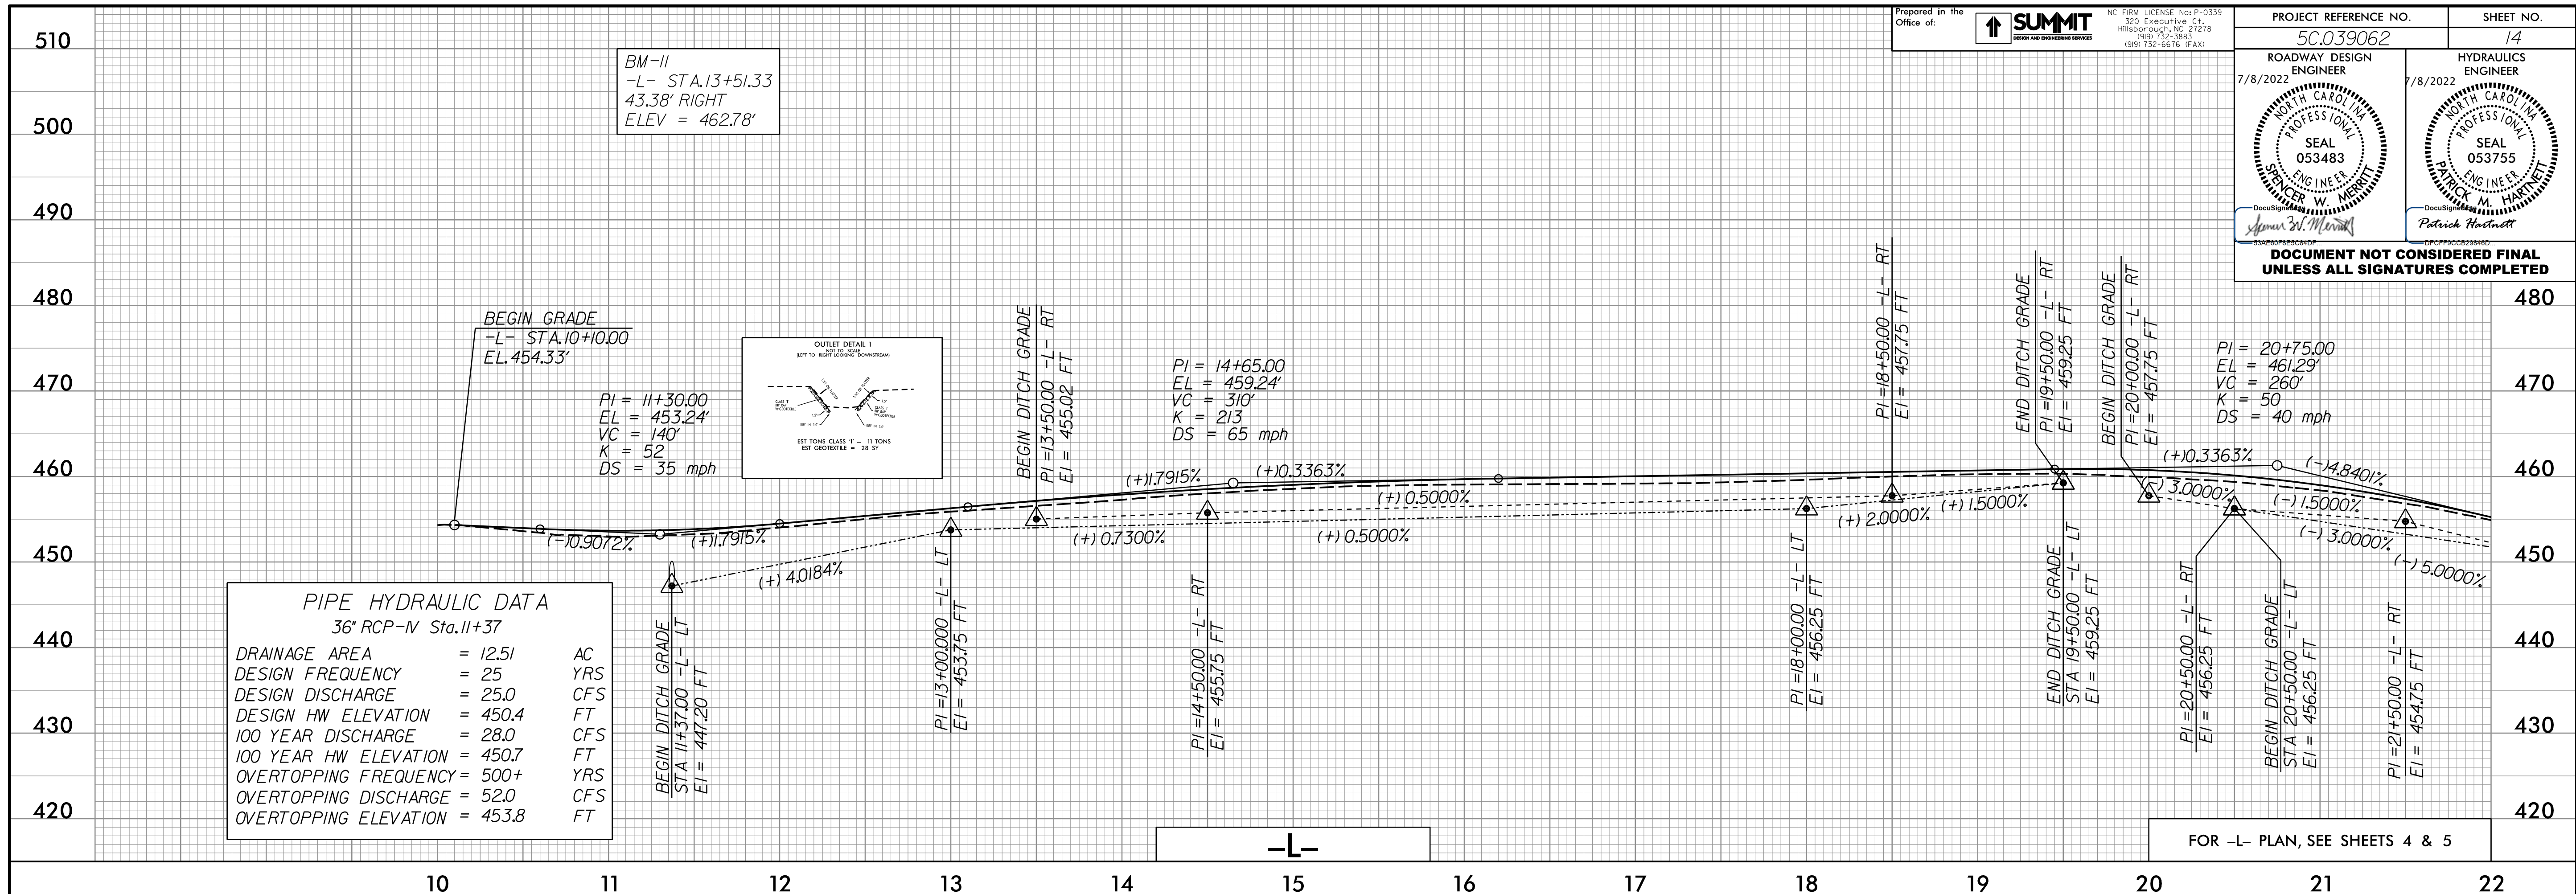 Prepared in the
Office of:
SUMMIT
DESIGN AND ENGINEERING SERVICES
NC FIRM LICENSE No: P-0339
320 Executive Ct.
Hillsborough, NC 27278
(919) 732-3883
(919) 732-6676 (FAX)
PROJECT REFERENCE NO.
SHEET NO.
5C.039062
14
ROADWAY DESIGN
ENGINEER
HYDRAULICS
ENGINEER
7/8/2022
7/8/2022
NORTH CAROLINA
PROFESSIONAL
SEAL
053483
ENGINEER
SPENCER W. MERRITT
NORTH CAROLINA
PROFESSIONAL
SEAL
053755
ENGINEER
PATRICK M. HARTNETT
Patrick Hartnett
DOCUMENT NOT CONSIDERED FINAL
UNLESS ALL SIGNATURES COMPLETED
510
500
490
480
470
460
450
440
430
420
480
470
460
450
440
430
420
BM-11
-L- STA.13+51.33
43.38' RIGHT
ELEV = 462.78'
BEGIN GRADE
-L- STA.10+10.00
EL.454.33'
PI = 11+30.00
EL = 453.24'
VC = 140'
K = 52
DS = 35 mph
OUTLET DETAIL 1
NOT TO SCALE
(LEFT TO RIGHT LOOKING DOWNSTREAM)
EST TONS CLASS 'I' = 11 TONS
EST GEOTEXTILE = 28 SY
BEGIN DITCH GRADE
PI =13+50.00 -L- RT
El = 455.02 FT
PI = 14+65.00
EL = 459.24'
VC = 310'
K = 213
DS = 65 mph
PI =18+50.00 -L- RT
El = 457.75 FT
END DITCH GRADE
PI =19+50.00 -L- RT
El = 459.25 FT
BEGIN DITCH GRADE
PI =20+00.00 -L- RT
El = 457.75 FT
PI = 20+75.00
EL = 461.29'
VC = 260'
K = 50
DS = 40 mph
(-)0.9072%
(+)1.7915%
(+)1.7915%
(+)0.3363%
(+)0.3363%
(-)4.8401%
(+) 4.0184%
(+) 0.7300%
(+) 0.5000%
(+) 0.5000%
(+) 2.0000%
(+) 1.5000%
(-) 3.0000%
(-) 1.5000%
(-) 3.0000%
(-) 5.0000%
BEGIN DITCH GRADE
STA 11+37.00 -L- LT
El = 447.20 FT
PI =13+00.000 -L- LT
El = 453.75 FT
PI =14+50.00 -L- RT
El = 455.75 FT
PI =18+00.00 -L- LT
El = 456.25 FT
END DITCH GRADE
STA 19+50.00 -L- LT
El = 459.25 FT
PI =20+50.00 -L- RT
El = 456.25 FT
BEGIN DITCH GRADE
STA 20+50.00 -L- LT
El = 456.25 FT
PI =21+50.00 -L- RT
El = 454.75 FT
PIPE HYDRAULIC DATA
36" RCP-IV Sta.11+37
DRAINAGE AREA = 12.51 AC
DESIGN FREQUENCY = 25 YRS
DESIGN DISCHARGE = 25.0 CFS
DESIGN HW ELEVATION = 450.4 FT
100 YEAR DISCHARGE = 28.0 CFS
100 YEAR HW ELEVATION = 450.7 FT
OVERTOPPING FREQUENCY = 500+ YRS
OVERTOPPING DISCHARGE = 52.0 CFS
OVERTOPPING ELEVATION = 453.8 FT
-L-
FOR -L- PLAN, SEE SHEETS 4 & 5
10 11 12 13 14 15 16 17 18 19 20 21 22